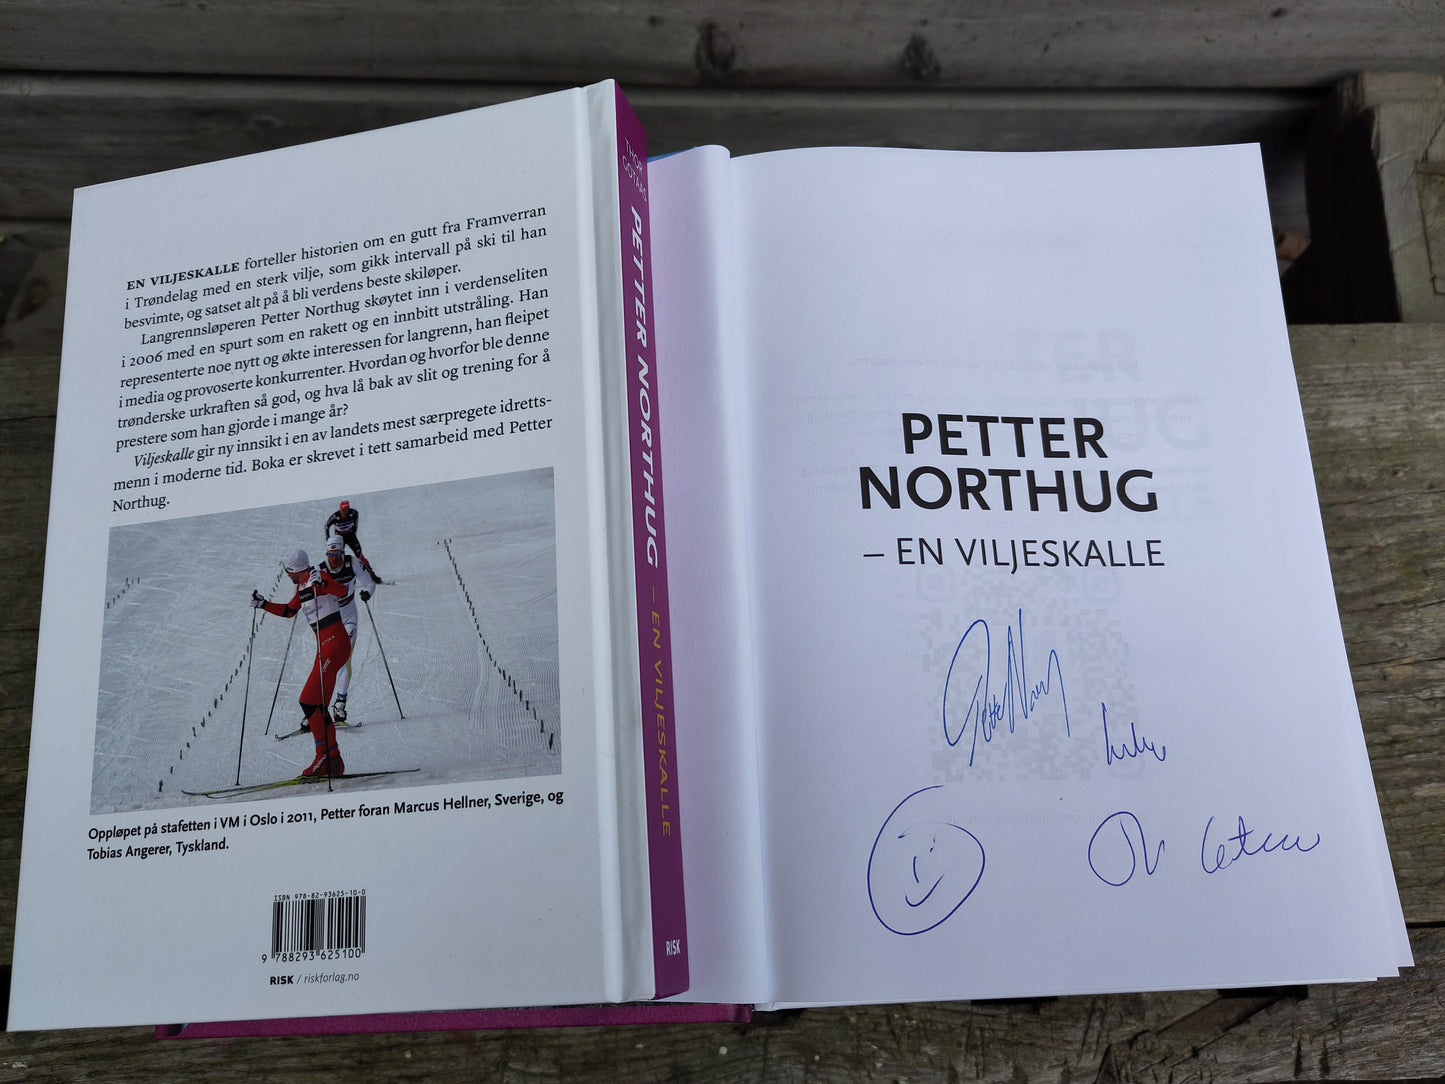 EN VILJESKALLE forteller historien om en gutt fra Framverran
i Trøndelag med en sterk vilje, som gikk intervall på ski til han
besvimte, og satset alt på å bli verdens beste skiløper.
Langrennsløperen Petter Northug skøytet inn i verdenseliten
i 2006 med en spurt som en rakett og en innbitt utstråling. Han
representerte noe nytt og økte interessen for langrenn, han fleipet
i media og provoserte konkurrenter. Hvordan og hvorfor ble denne
trønderske urkraften så god, og hva lå bak av slit og trening for å
prestere som han gjorde i mange år?
Viljeskalle gir ny innsikt i en av landets mest særpregete idretts-
menn i moderne tid. Boka er skrevet i tett samarbeid med Petter
Northug.
Oppløpet på stafetten i VM i Oslo i 2011, Petter foran Marcus Hellner, Sverige, og
Tobias Angerer, Tyskland.
ISBN 978-82-93625-10-0
9 788293 625100
RISK / riskforlag.no
THOR
GOTAAS
PETTER NORTHUG – EN VILJESKALLE
RISK
PETTER
NORTHUG
– EN VILJESKALLE